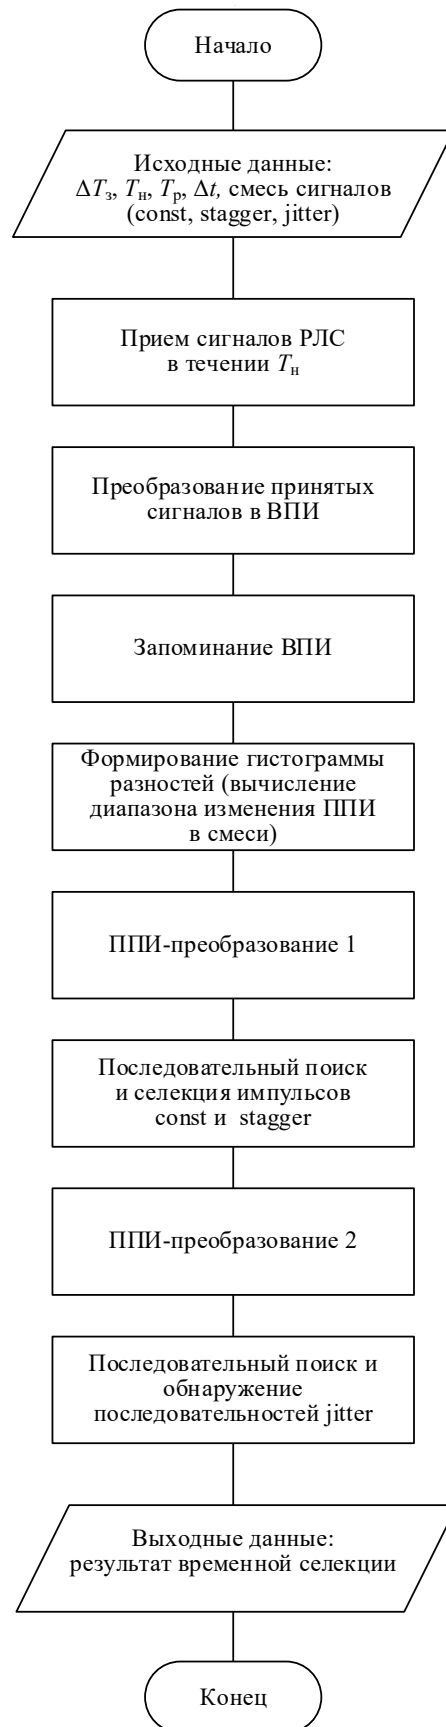 Начало
Исходные данные:
ΔTз, Tн, Tр, Δt, смесь сигналов
(const, stagger, jitter)
Прием сигналов РЛС
в течении Tн
Преобразование принятых
сигналов в ВПИ
Запоминание ВПИ
Формирование гистограммы
разностей (вычисление
диапазона изменения ППИ
в смеси)
ППИ-преобразование 1
Последовательный поиск
и селекция импульсов
const и stagger
ППИ-преобразование 2
Последовательный поиск и
обнаружение
последовательностей jitter
Выходные данные:
результат временной селекции
Конец